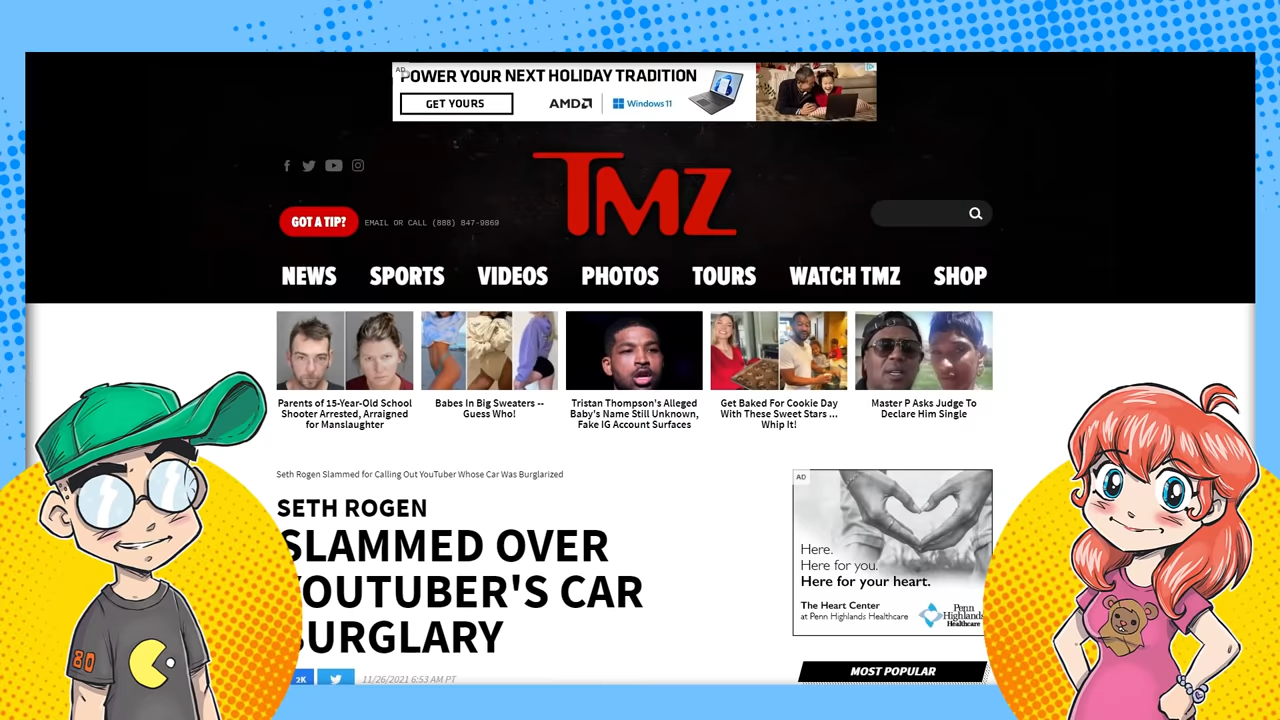 AD
POWER YOUR NEXT HOLIDAY TRADITION
GET YOURS
AMD
Windows 11
TMZ
GOT A TIP?
EMAIL OR CALL (888) 847-9869
NEWS
SPORTS
VIDEOS
PHOTOS
TOURS
WATCH TMZ
SHOP
Parents of 15-Year-Old School
Shooter Arrested, Arraigned
for Manslaughter
Babes In Big Sweaters --
Guess Who!
Tristan Thompson's Alleged
Baby's Name Still Unknown,
Fake IG Account Surfaces
Get Baked For Cookie Day
With These Sweet Stars ...
Whip It!
Master P Asks Judge To
Declare Him Single
Seth Rogen Slammed for Calling Out YouTuber Whose Car Was Burglarized
SETH ROGEN
SLAMMED OVER
YOUTUBER'S CAR
BURGLARY
2K
11/26/2021 6:53 AM PT
AD
Here.
Here for you.
Here for your heart.
The Heart Center
at Penn Highlands Healthcare
Penn
Highlands
Healthcare
MOST POPULAR
80